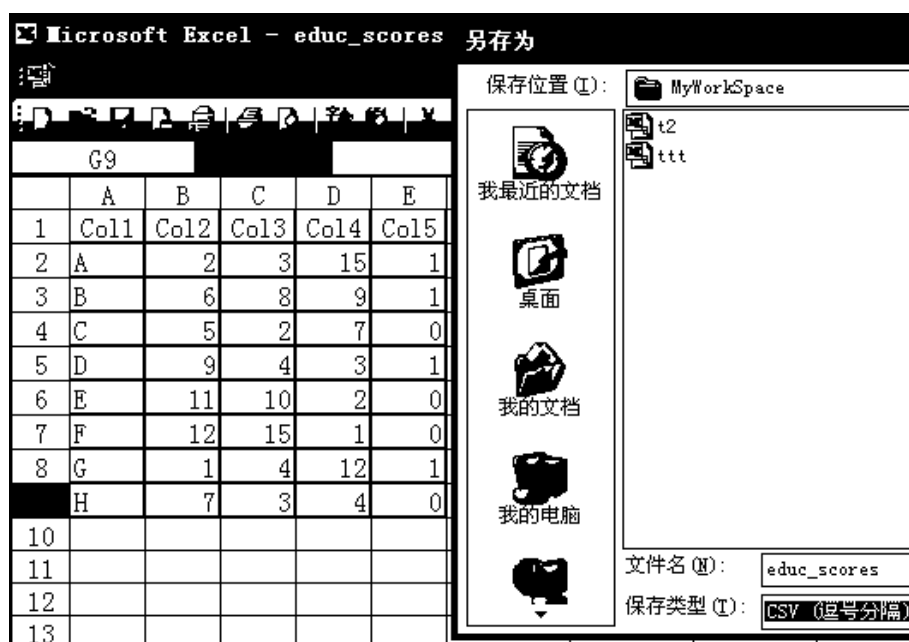 Microsoft Excel - educ_scores
G9
A B C D E
1 Col1 Col2 Col3 Col4 Col5
2 A 2 3 15 1
3 B 6 8 9 1
4 C 5 2 7 0
5 D 9 4 3 1
6 E 11 10 2 0
7 F 12 15 1 0
8 G 1 4 12 1
H 7 3 4 0
10
11
12
13
另存为
保存位置(I):
MyWorkSpace
t2
ttt
我最近的文档
桌面
我的文档
我的电脑
文件名(N):
educ_scores
保存类型(T):
CSV (逗号分隔)